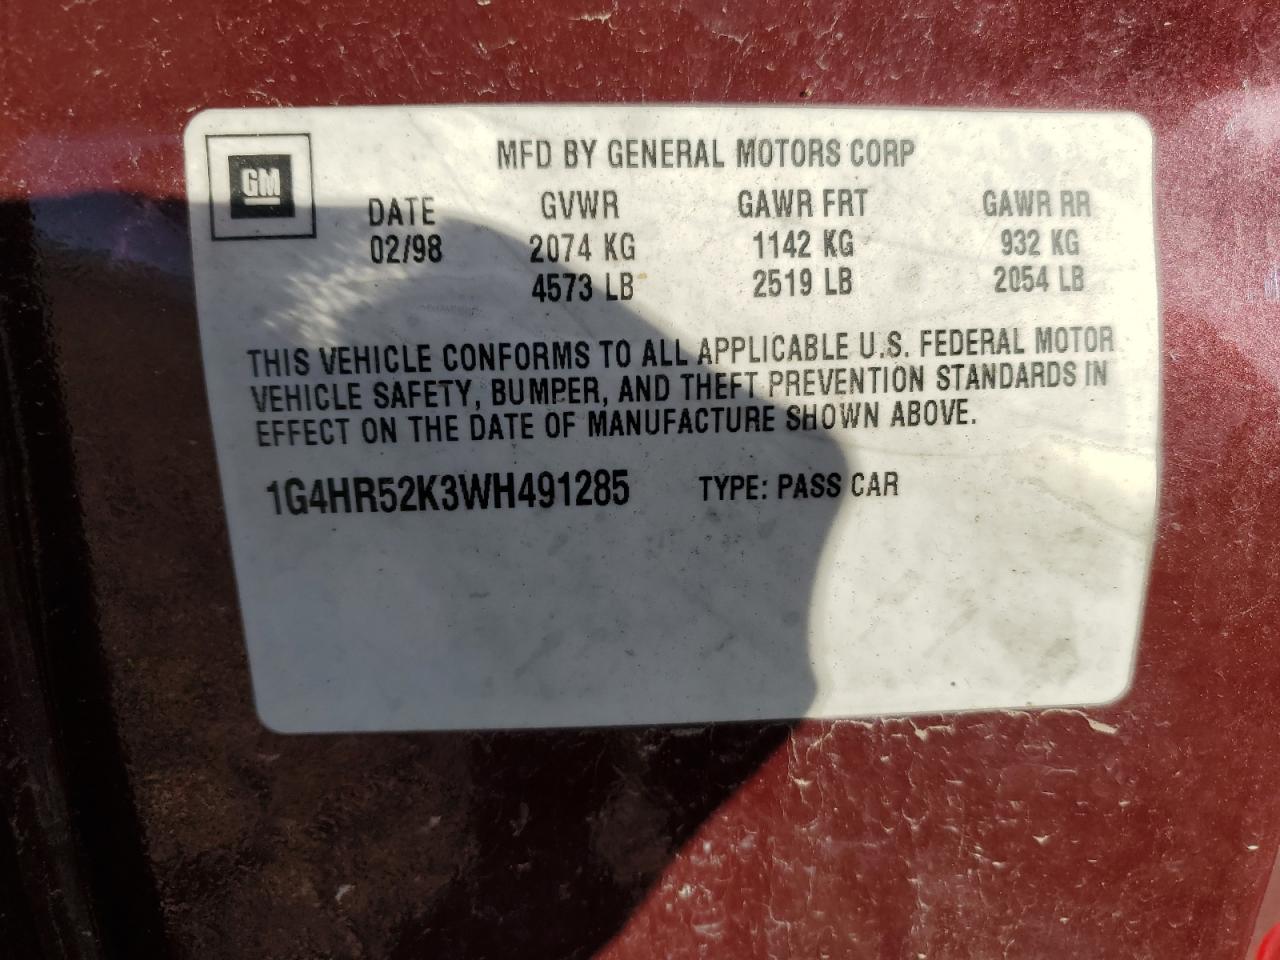 MFD BY GENERAL MOTORS CORP
GM
DATE GVWR GAWR FRT GAWR RR
02/98 2074 KG 1142 KG 932 KG
4573 LB 2519 LB 2054 LB
THIS VEHICLE CONFORMS TO ALL APPLICABLE U.S. FEDERAL MOTOR
VEHICLE SAFETY, BUMPER, AND THEFT PREVENTION STANDARDS IN
EFFECT ON THE DATE OF MANUFACTURE SHOWN ABOVE.
1G4HR52K3WH491285 TYPE: PASS CAR